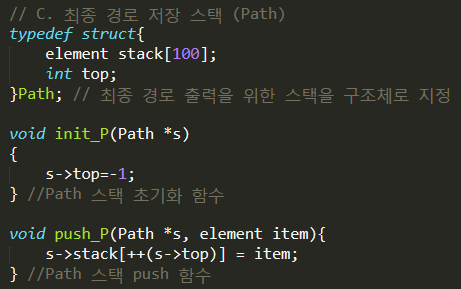 // C. 최종 경로 저장 스택 (Path)
typedef struct{
    element stack[100];
    int top;
}Path; // 최종 경로 출력을 위한 스택을 구조체로 지정

void init_P(Path *s)
{
    s->top=-1;
} //Path 스택 초기화 함수

void push_P(Path *s, element item){
    s->stack[++(s->top)] = item;
} //Path 스택 push 함수